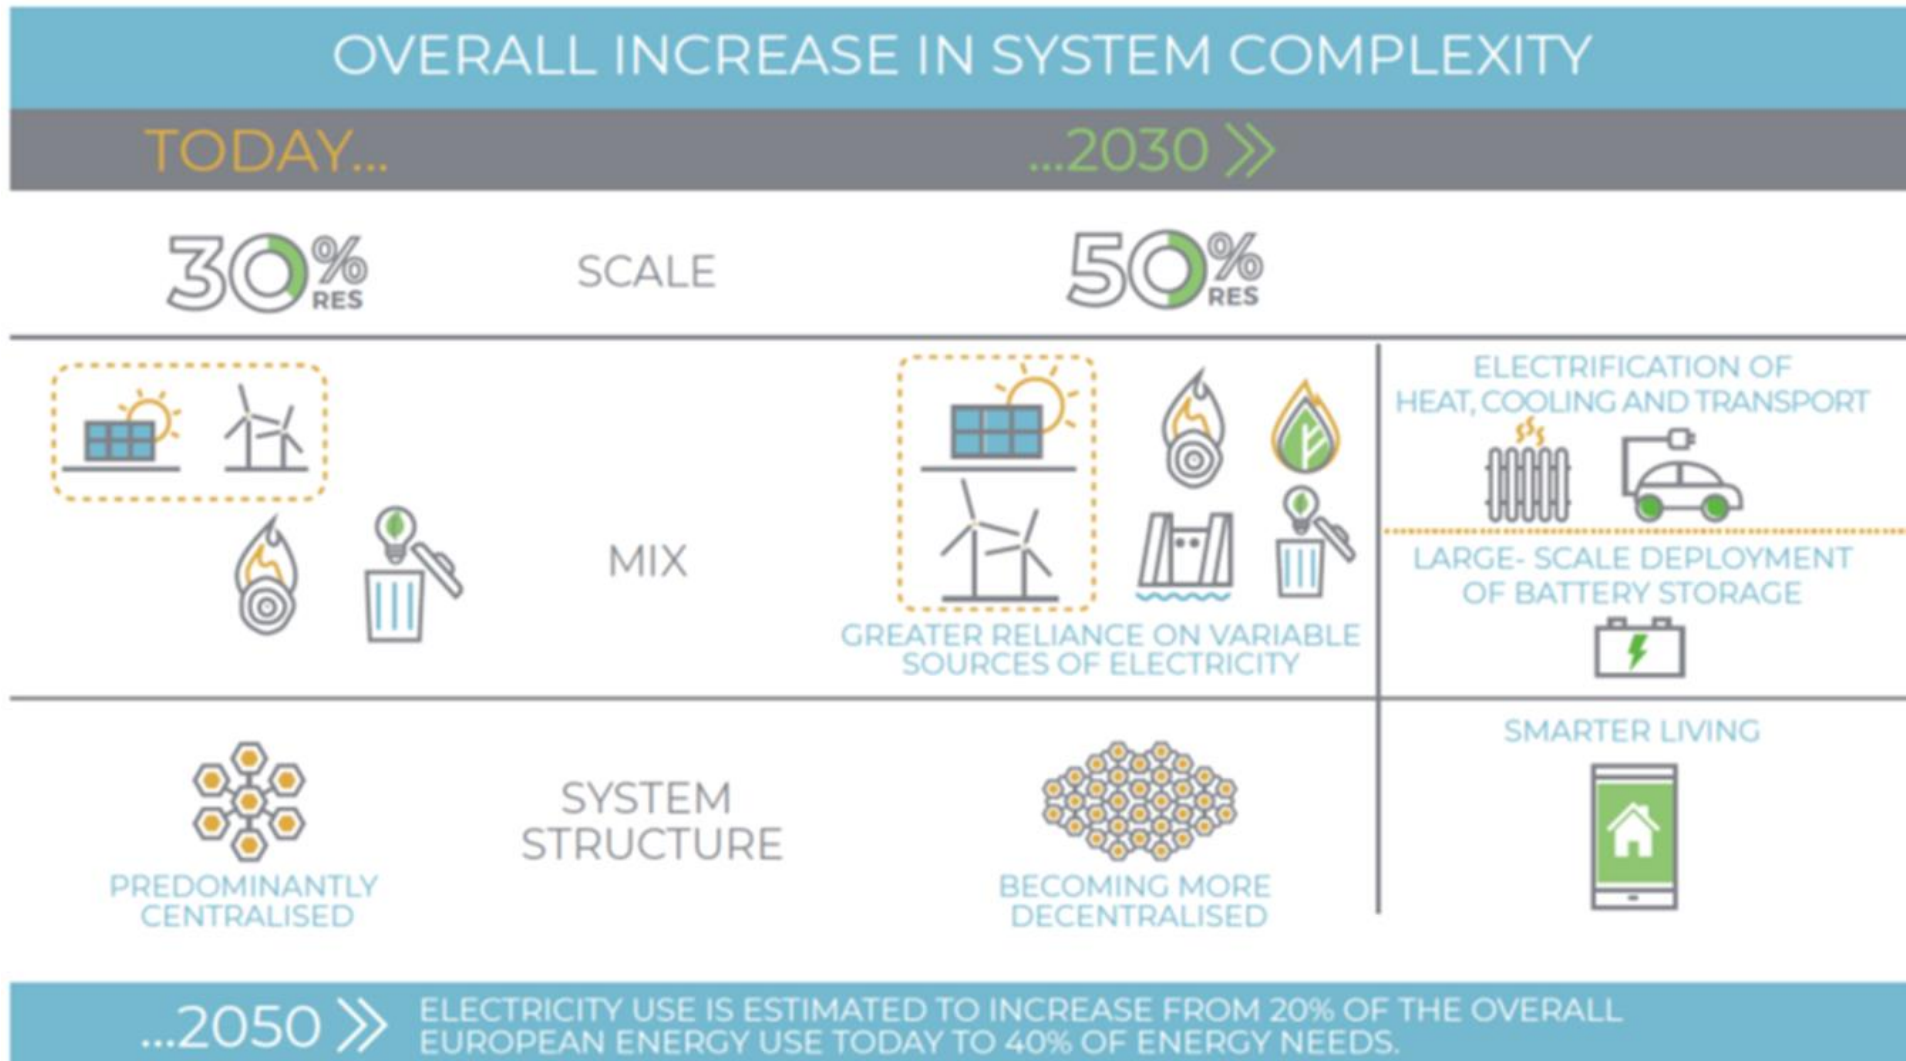 OVERALL INCREASE IN SYSTEM COMPLEXITY
TODAY...
...2030
30%
RES
SCALE
50%
RES
MIX
GREATER RELIANCE ON VARIABLE
SOURCES OF ELECTRICITY
ELECTRIFICATION OF
HEAT, COOLING AND TRANSPORT
LARGE- SCALE DEPLOYMENT
OF BATTERY STORAGE
PREDOMINANTLY
CENTRALISED
SYSTEM
STRUCTURE
BECOMING MORE
DECENTRALISED
SMARTER LIVING
...2050
ELECTRICITY USE IS ESTIMATED TO INCREASE FROM 20% OF THE OVERALL
EUROPEAN ENERGY USE TODAY TO 40% OF ENERGY NEEDS.